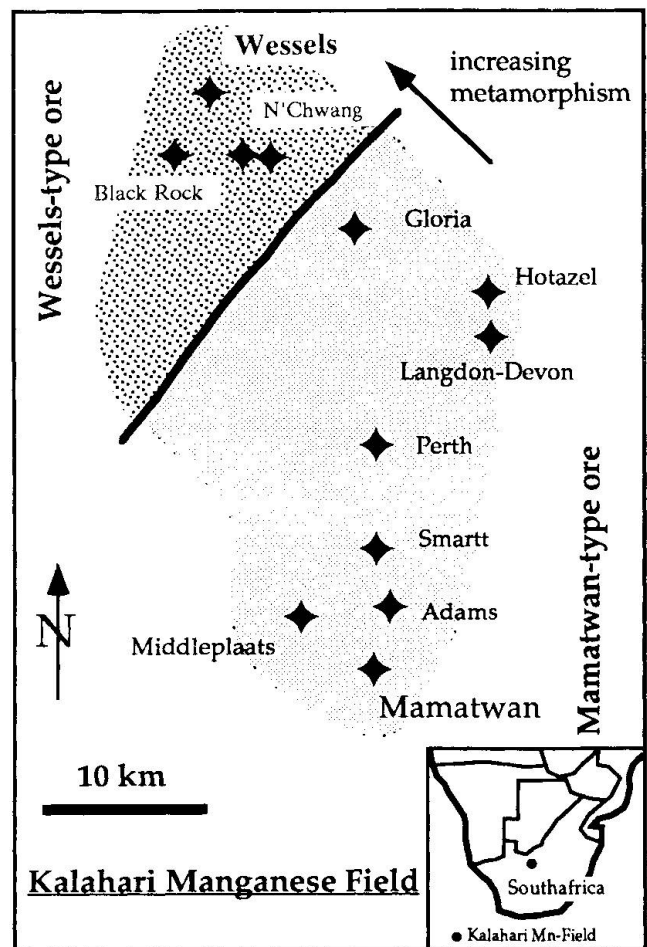 Wessels
increasing
metamorphism
N'Chwang
Black Rock
Wessels-type ore
Gloria
Hotazel
Langdon-Devon
Perth
Smartt
Adams
Middleplaats
Mamatwan
Mamatwan-type ore
N
10 km
Kalahari Manganese Field
Southafrica
Kalahari Mn-Field